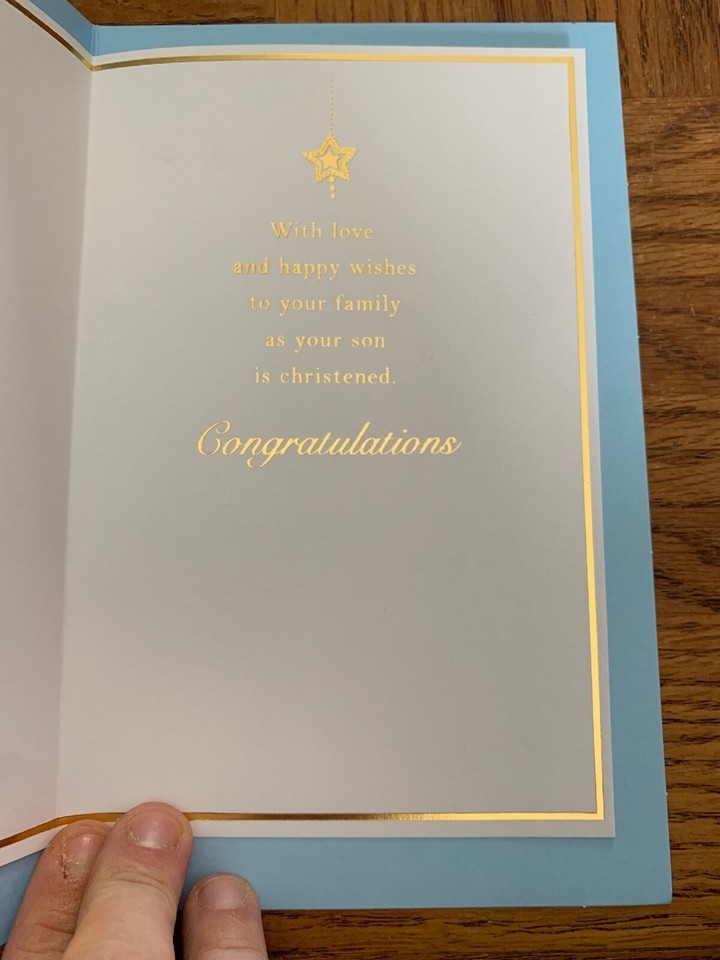 With love
and happy wishes
to your family
as your son
is christened.
Congratulations